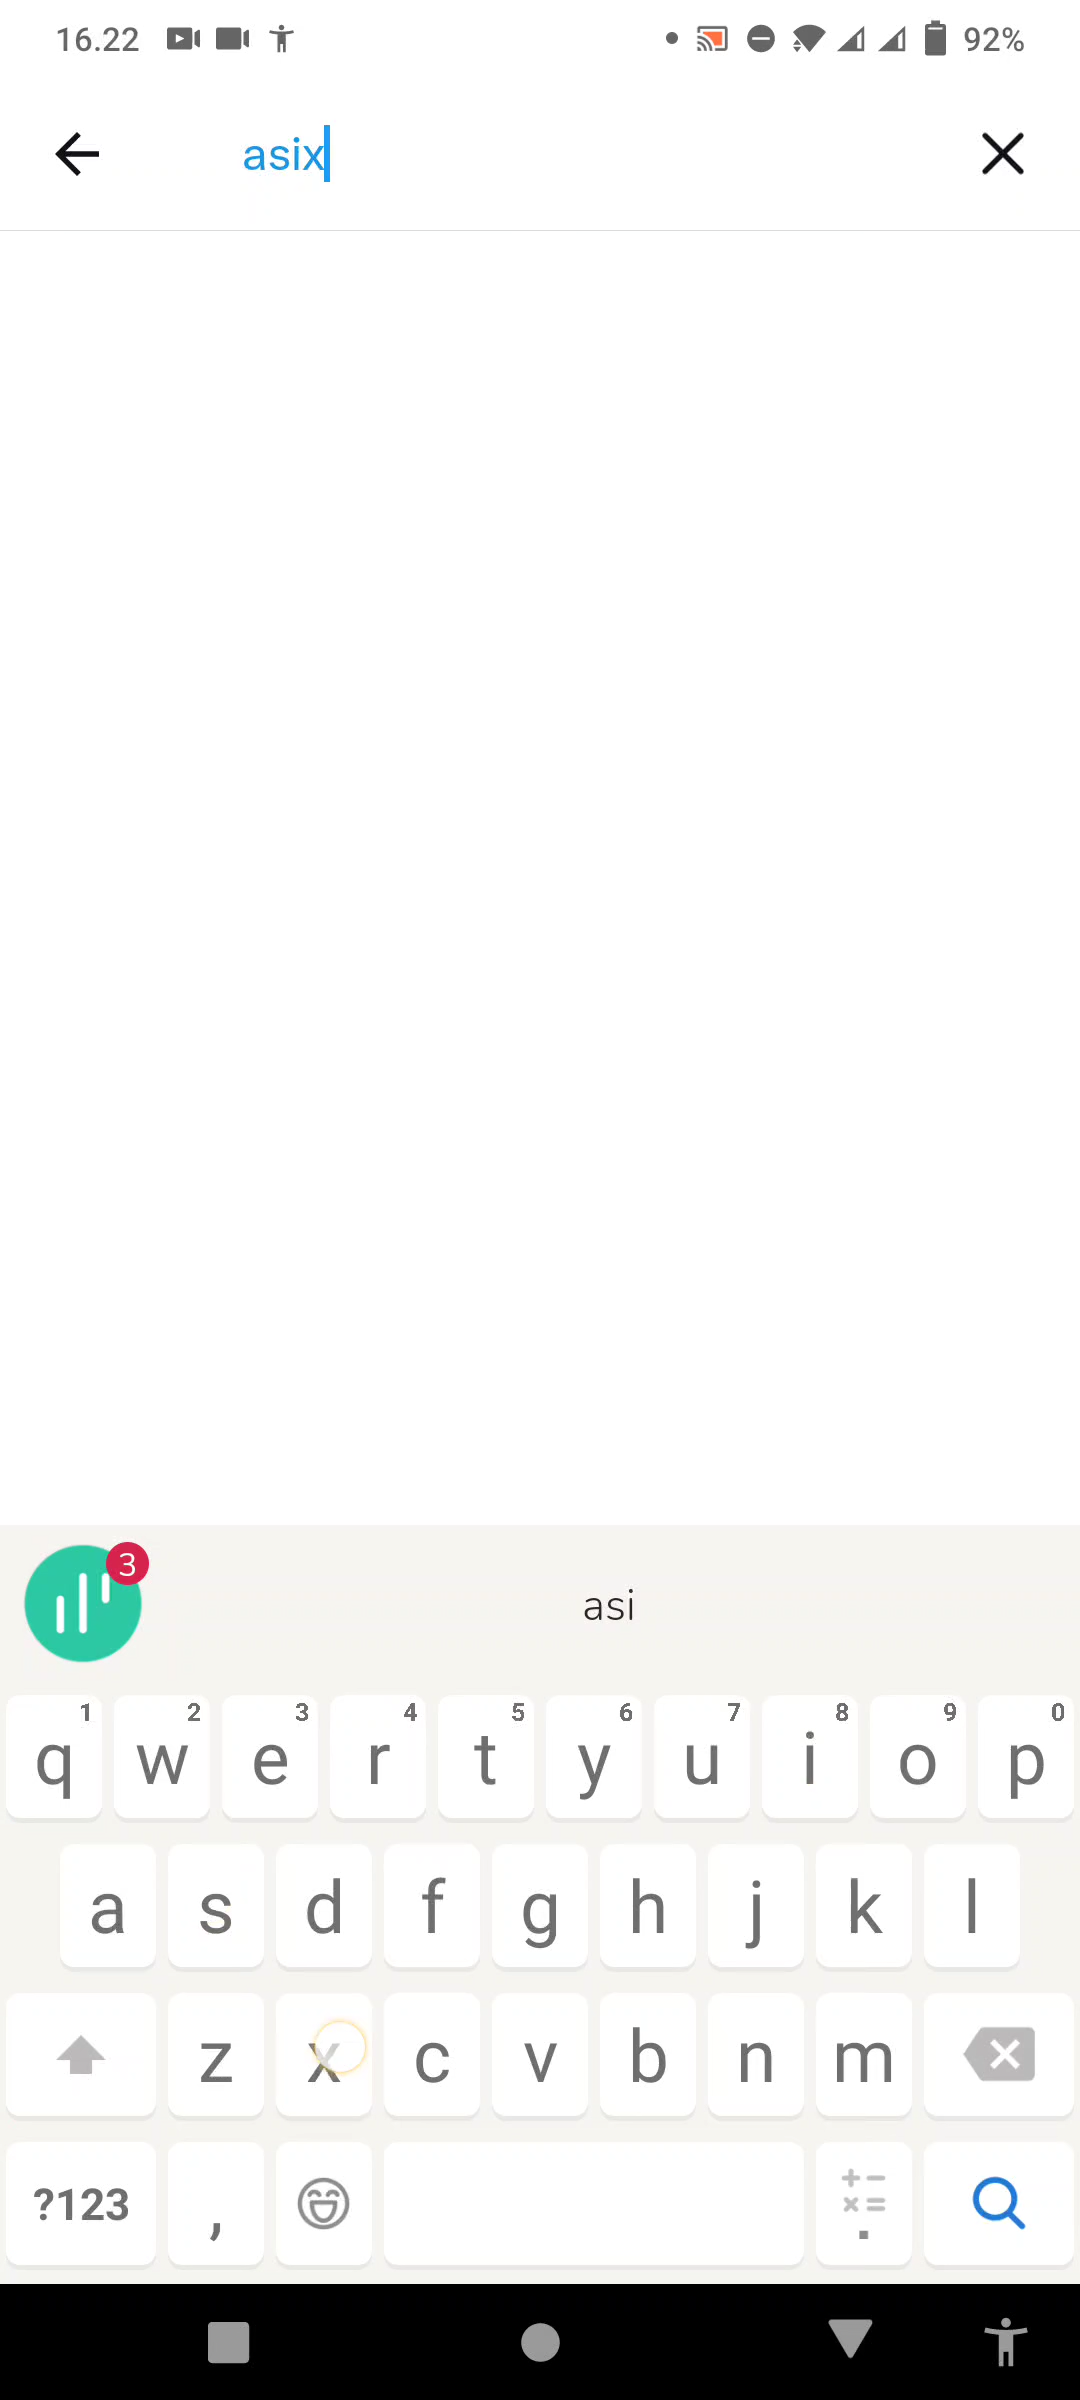 16.22 92%
asix
3
asi
1 2 3 4 5 6 7 8 9 0
q w e r t y u i o p
a s d f g h j k l
z x c v b n m
?123 , + - × = .